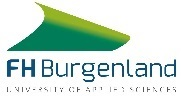 FH Burgenland
UNIVERSITY OF APPLIED SCIENCES